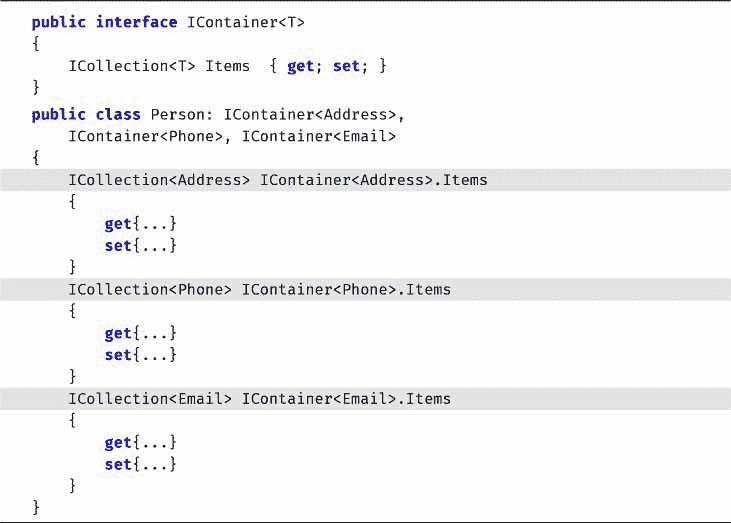 public interface IContainer<T>
{
    ICollection<T> Items  { get; set; }
}
public class Person: IContainer<Address>,
    IContainer<Phone>, IContainer<Email>
{
    ICollection<Address> IContainer<Address>.Items
    {
        get{...}
        set{...}
    }
    ICollection<Phone> IContainer<Phone>.Items
    {
        get{...}
        set{...}
    }
    ICollection<Email> IContainer<Email>.Items
    {
        get{...}
        set{...}
    }
}